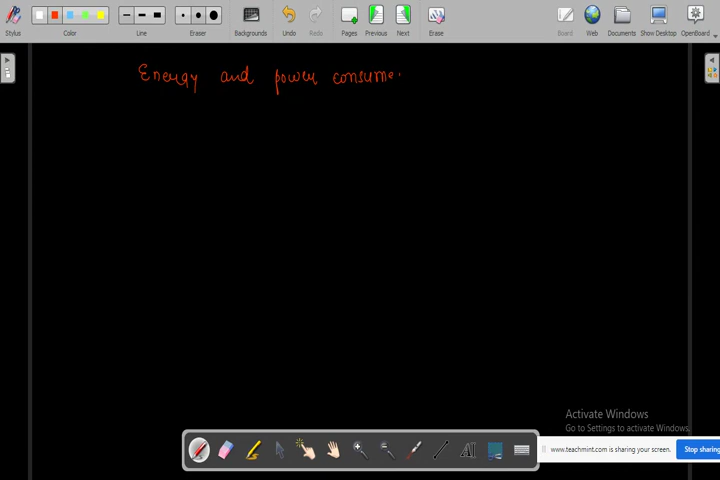 Stylus Color Line Eraser Backgrounds Undo Redo Pages Previous Next Erase Board Web Documents Show Desktop OpenBoard
Energy and power consume
Activate Windows
Go to Settings to activate Windows.
www.teachmint.com is sharing your screen. Stop sharing